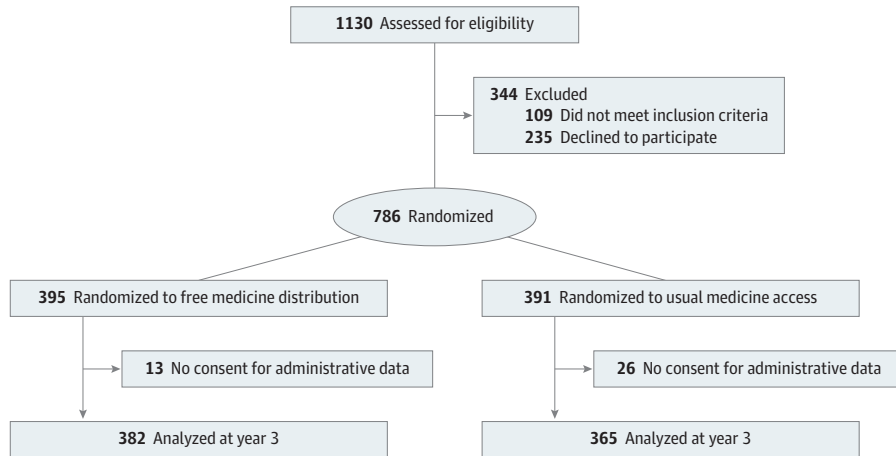 1130 Assessed for eligibility
344 Excluded
109 Did not meet inclusion criteria
235 Declined to participate
786 Randomized
395 Randomized to free medicine distribution
391 Randomized to usual medicine access
13 No consent for administrative data
26 No consent for administrative data
382 Analyzed at year 3
365 Analyzed at year 3